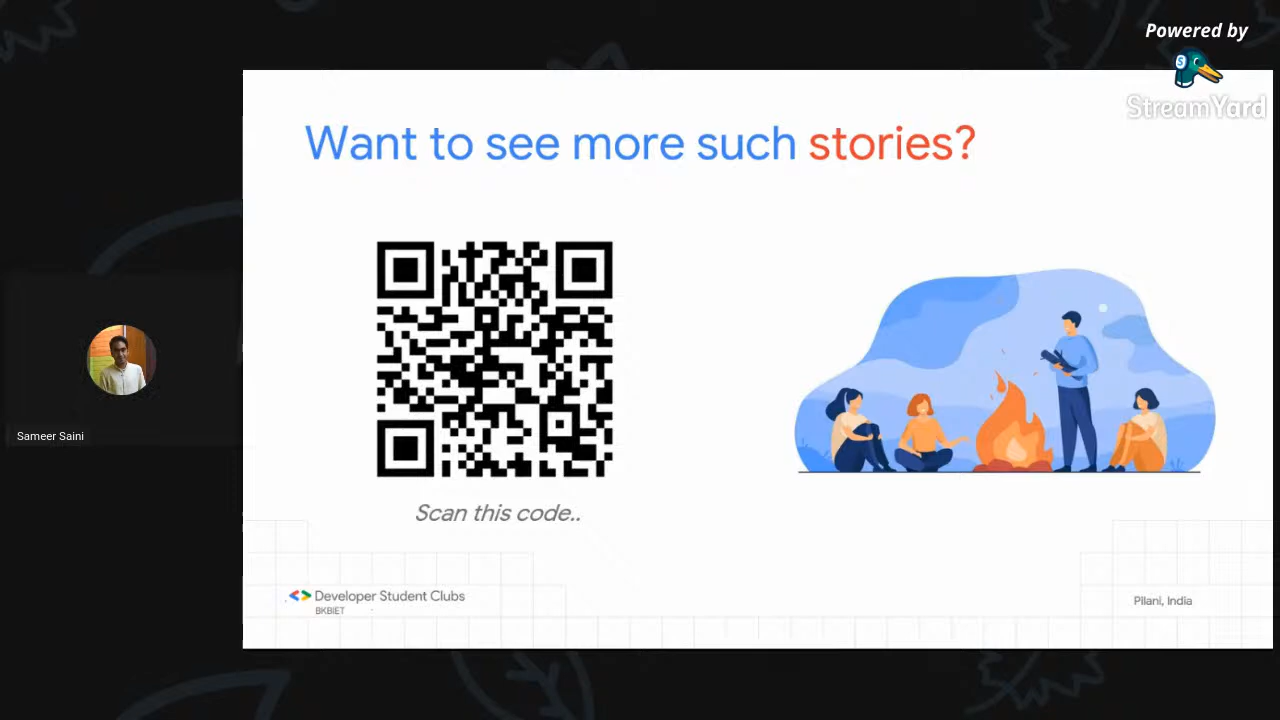 Powered by
StreamYard
Want to see more such stories?
Scan this code..
Sameer Saini
Developer Student Clubs
BKBIET
Pilani, India